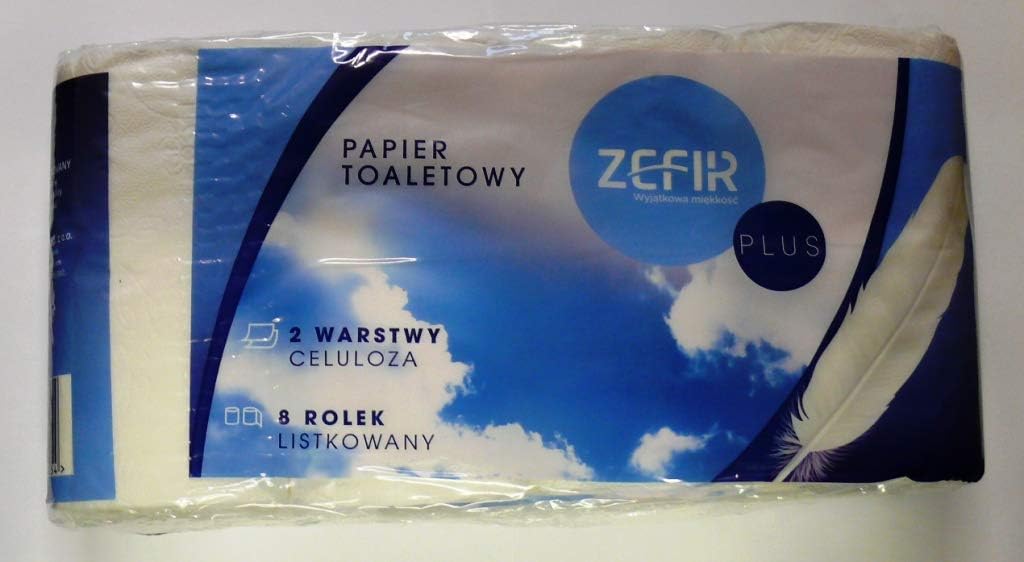 PAPIER
TOALETOWY
ZEFIR
Wyjątkowa miękkość
PLUS
2 WARSTWY
CELULOZA
8 ROLEK
LISTKOWANY